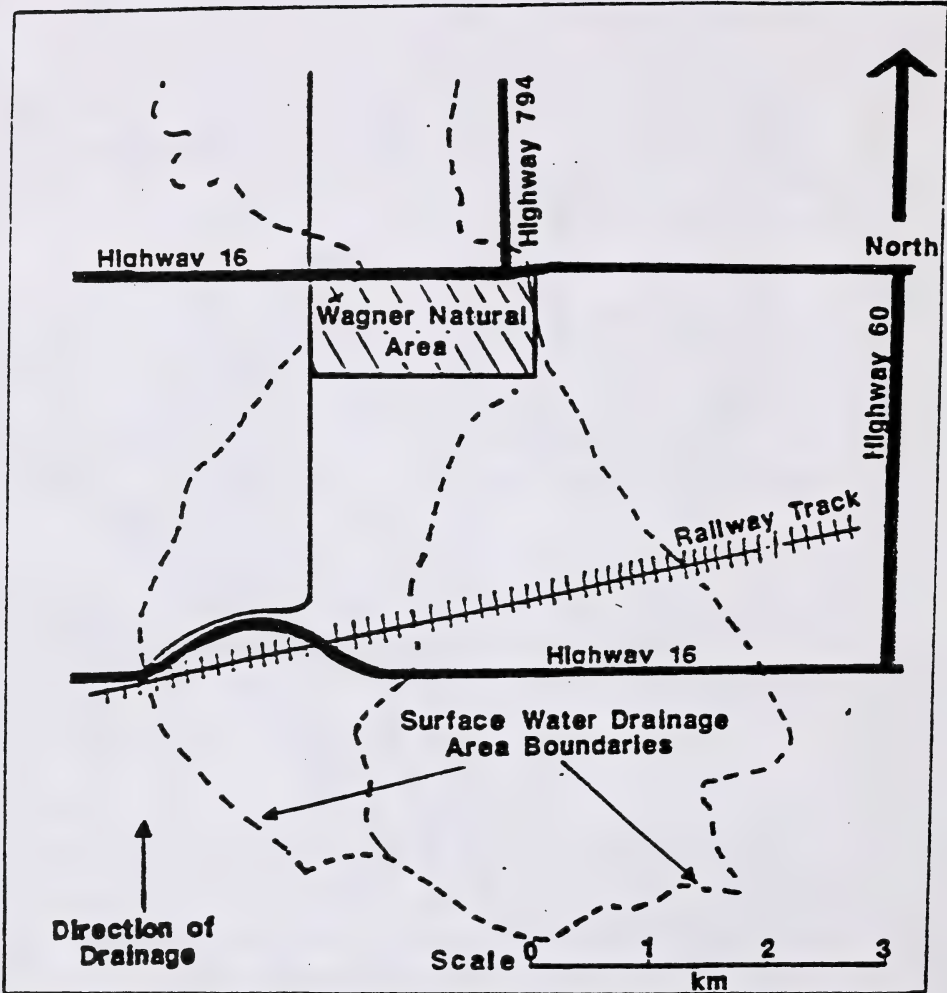 Highway 794
North
Highway 16
Wagner Natural
Area
Highway 60
Railway Track
Highway 16
Surface Water Drainage
Area Boundaries
Direction of
Drainage
Scale 0 1 2 3
km